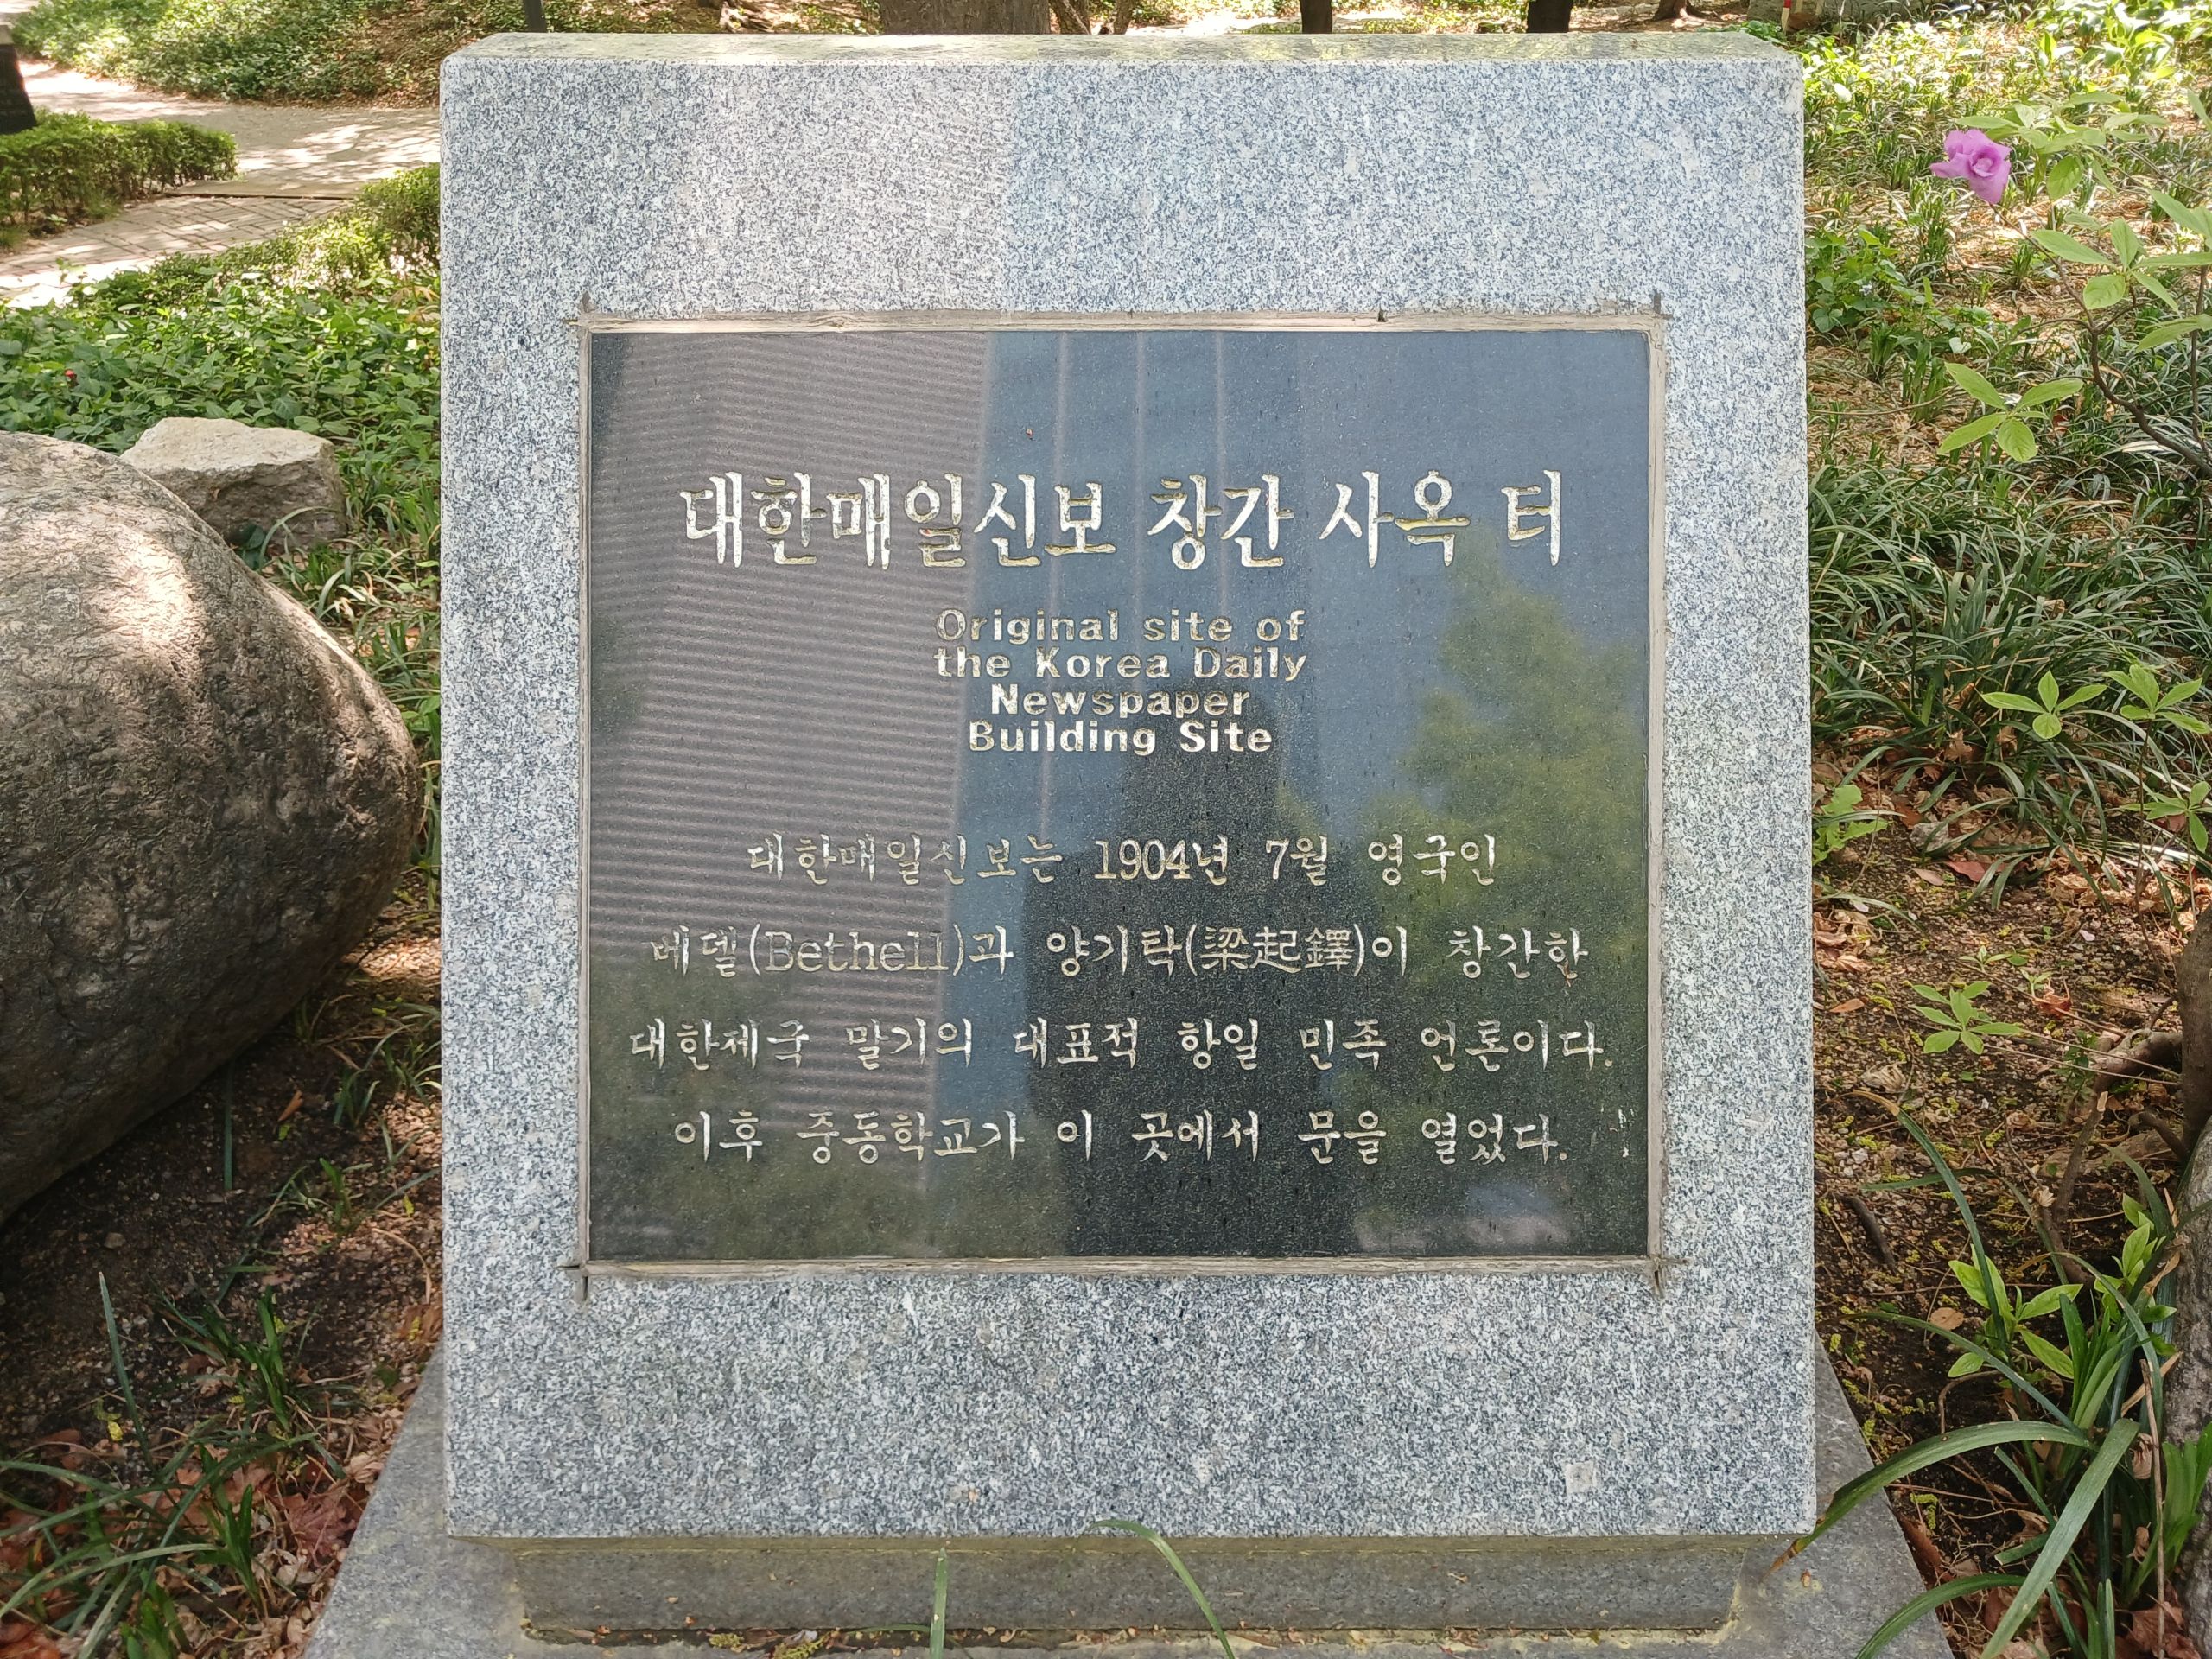 대한매일신보 창간 사옥 터
Original site of
the Korea Daily
Newspaper
Building Site
대한매일신보는 1904년 7월 영국인
베델(Bethell)과 양기탁(梁起鐸)이 창간한
대한제국 말기의 대표적 항일 민족 언론이다.
이후 중동학교가 이 곳에서 문을 열었다.